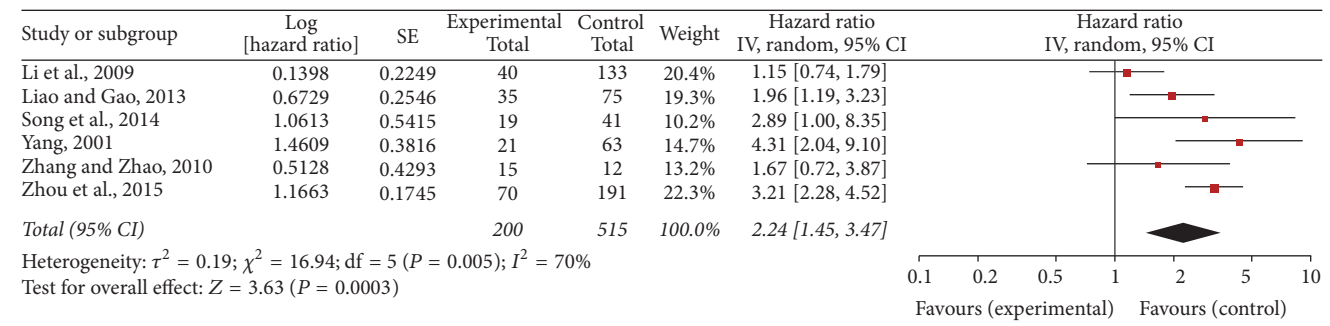 Study or subgroup Log [hazard ratio] SE Experimental Total Control Total Weight Hazard ratio IV, random, 95% CI Hazard ratio IV, random, 95% CI
Li et al., 2009 0.1398 0.2249 40 133 20.4% 1.15 [0.74, 1.79]
Liao and Gao, 2013 0.6729 0.2546 35 75 19.3% 1.96 [1.19, 3.23]
Song et al., 2014 1.0613 0.5415 19 41 10.2% 2.89 [1.00, 8.35]
Yang, 2001 1.4609 0.3816 21 63 14.7% 4.31 [2.04, 9.10]
Zhang and Zhao, 2010 0.5128 0.4293 15 12 13.2% 1.67 [0.72, 3.87]
Zhou et al., 2015 1.1663 0.1745 70 191 22.3% 3.21 [2.28, 4.52]
Total (95% CI) 200 515 100.0% 2.24 [1.45, 3.47]
Heterogeneity: τ² = 0.19; χ² = 16.94; df = 5 (P = 0.005); I² = 70%
Test for overall effect: Z = 3.63 (P = 0.0003)
0.1 0.2 0.5 1 2 5 10
Favours (experimental) Favours (control)